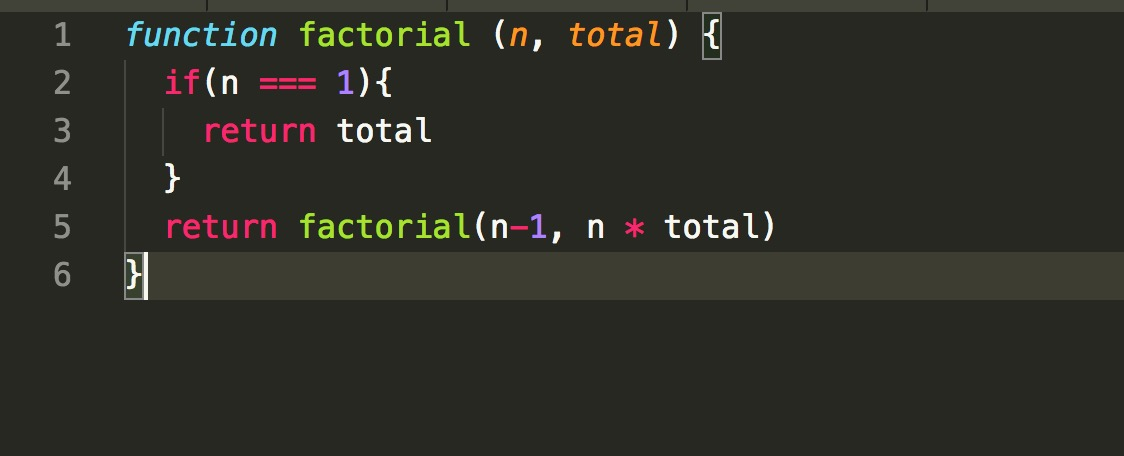 1 function factorial (n, total) {
2   if(n === 1){
3     return total
4   }
5   return factorial(n-1, n * total)
6 }